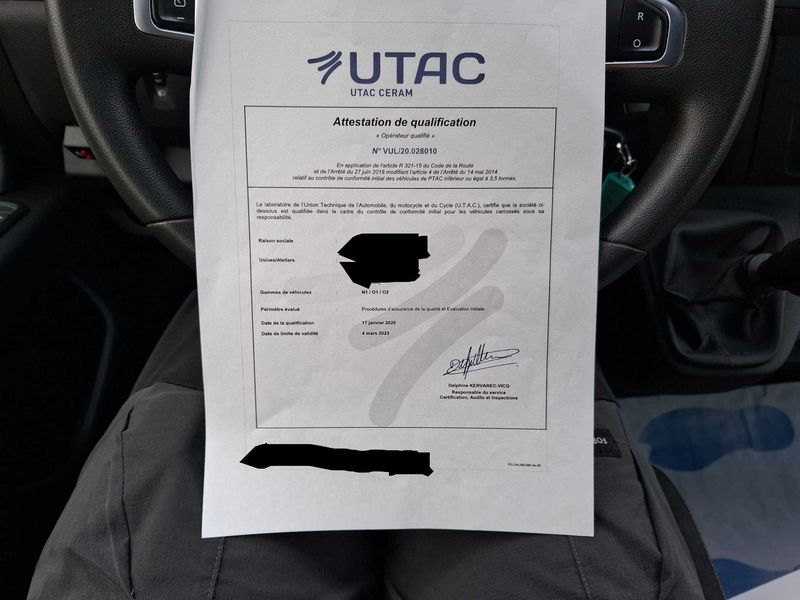 R
O
UTAC
UTAC CERAM
Attestation de qualification
« Opérateur qualifié »
N° VUL/20.028010
En application de l'article R 321-15 du Code de la Route
et de l'Arrêté du 27 juin 2018 modifiant l'article 4 de l'Arrêté du 14 mai 2014
relatif au contrôle de conformité initial des véhicules de PTAC inférieur ou égal à 3,5 tonnes.
Le laboratoire de l'Union Technique de l'Automobile, du motocycle et du Cycle (U.T.A.C.), certifie que la société ci-
dessous est qualifiée dans le cadre du contrôle de conformité initial pour les véhicules carrossés sous sa
responsabilité.
Raison sociale :
Usines/Ateliers :
Gammes de véhicules : N1 / O1 / O2
Périmètre évalué : Procédures d'assurance de la qualité et Evaluation initiale.
Date de la qualification : 17 janvier 2020
Date de limite de validité : 4 mars 2023
Delphine KERVAREC-VICQ
Responsable du service
Certification, Audits et Inspections